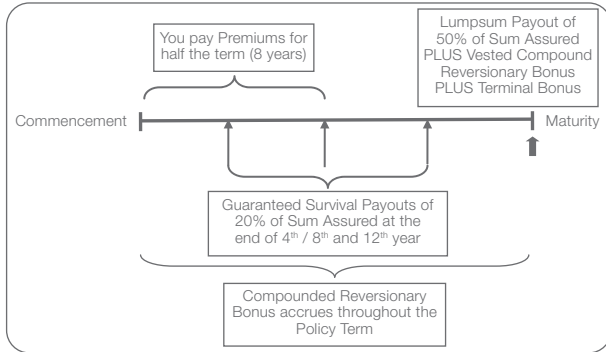 You pay Premiums for
half the term (8 years)
Lumpsum Payout of
50% of Sum Assured
PLUS Vested Compound
Reversionary Bonus
PLUS Terminal Bonus
Commencement
Maturity
Guaranteed Survival Payouts of
20% of Sum Assured at the
end of 4th / 8th and 12th year
Compounded Reversionary
Bonus accrues throughout the
Policy Term